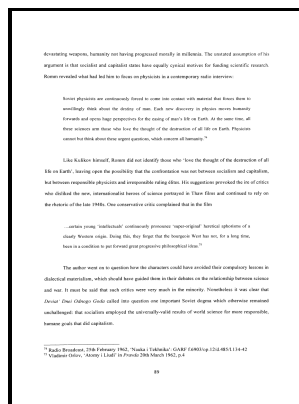 devastating weapons, humanity not having progressed morally in millennia. The unstated assumption of his
argument is that socialist and capitalist states have equally cynical motives for funding scientific research.
Romm revealed what had led him to focus on physicists in a contemporary radio interview:
Soviet physicists are continuously forced to come into contact with material that forces them to
unwillingly think about the destiny of man. Each new discovery in physics moves humanity
forwards and opens huge perspectives for the easing of man's life on Earth. At the same time, all
these sciences arm those who love the thought of the destruction of all life on Earth. Physicists
cannot but think about these urgent questions, which concern all humanity.
Like Kulikov himself, Romm did not identify those who 'love the thought of the destruction of all
life on Earth', leaving open the possibility that the confrontation was not between socialism and capitalism,
but between responsible physicists and irresponsible ruling élites. His suggestions provoked the ire of critics
who disliked the new, internationalist heroes of science portrayed in Thaw films and continued to rely on
the rhetoric of the late 1940s. One conservative critic complained that in the film
…certain young 'intellectuals' continuously pronounce 'super-original' heretical aphorisms of a
clearly Western origin. Doing this, they forget that the bourgeois West has not, for a long time,
been in a condition to put forward great progressive philosophical ideas.
The author went on to question how the characters could have avoided their compulsory lessons in
dialectical materialism, which should have guided them in their debates on the relationship between science
and war. It must be said that such critics were very much in the minority. Nonetheless it was clear that
Deviat' Dnei Odnogo Goda called into question one important Soviet dogma which otherwise remained
unchallenged: that socialism employed the universally-valid results of world science for more responsible,
humane goals that did capitalism.
Radio Broadcast, 25th February 1962, 'Nauka i Tekhnika'. GARF f.6903/op.12/d.485/l.134-42
Vladimir Orlov, 'Atomy i Liudi' in Pravda 20th March 1962, p.4
89